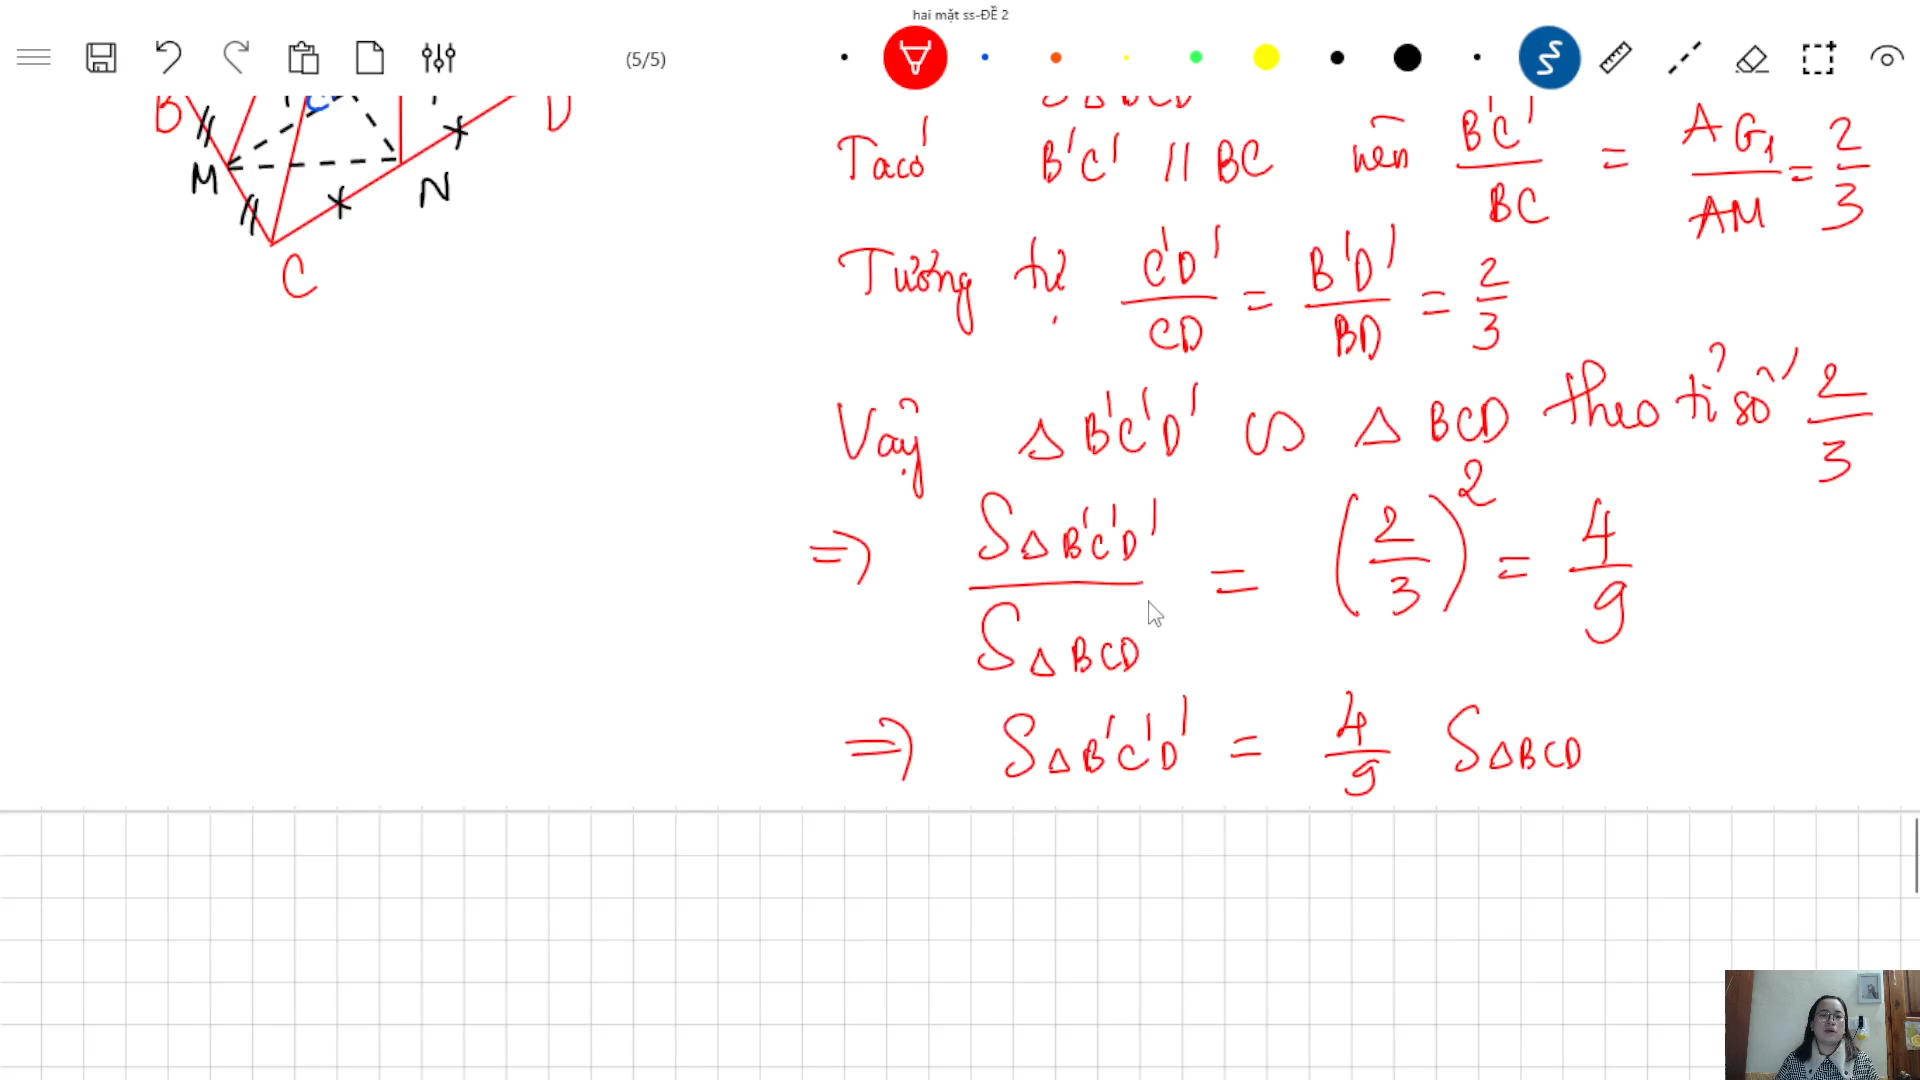 hai mặt ss-ĐỀ 2
(5/5)
B
C'
D
M
N
C
Ta có B'C' // BC nên B'C'/BC = AG₁/AM = 2/3
Tương tự C'D'/CD = B'D'/BD = 2/3
Vậy Δ B'C'D' ∽ Δ BCD theo tỉ số 2/3
=> SΔB'C'D' / SΔBCD = (2/3)² = 4/9
=> SΔB'C'D' = 4/9 SΔBCD